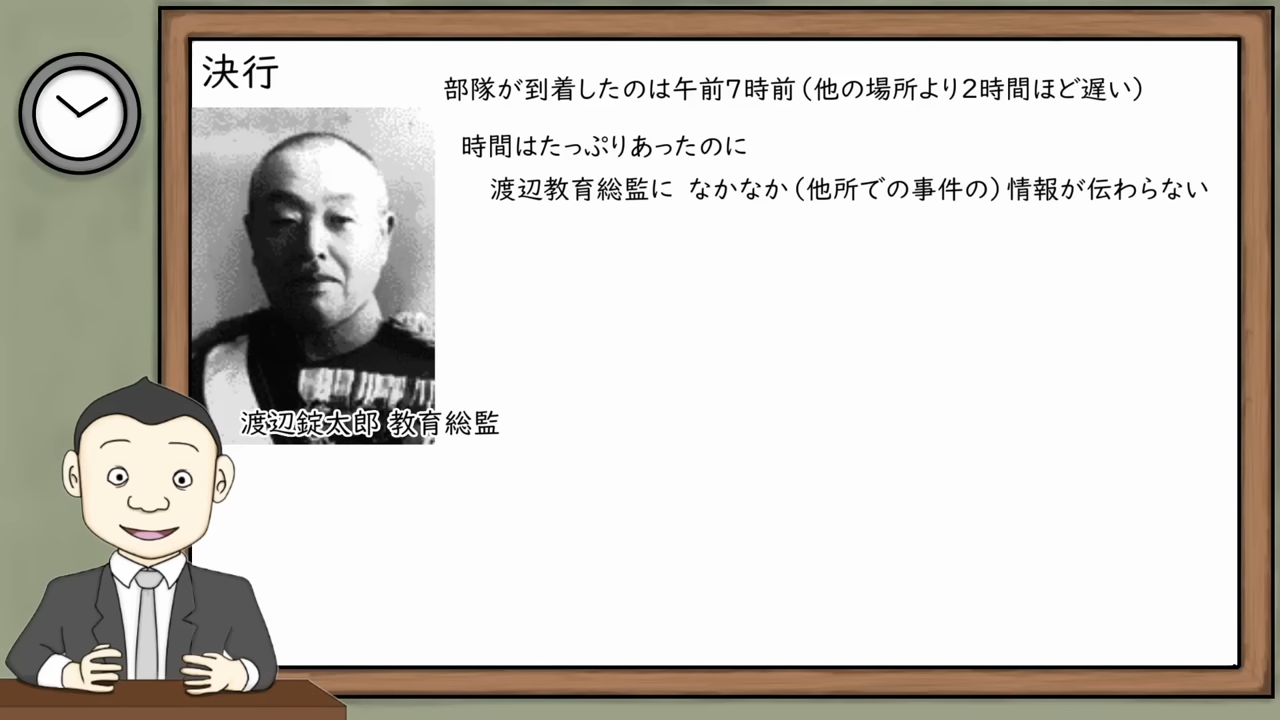 決行
部隊が到着したのは午前7時前（他の場所より2時間ほど遅い）
時間はたっぷりあったのに
渡辺教育総監に なかなか（他所での事件の）情報が伝わらない
渡辺錠太郎 教育総監